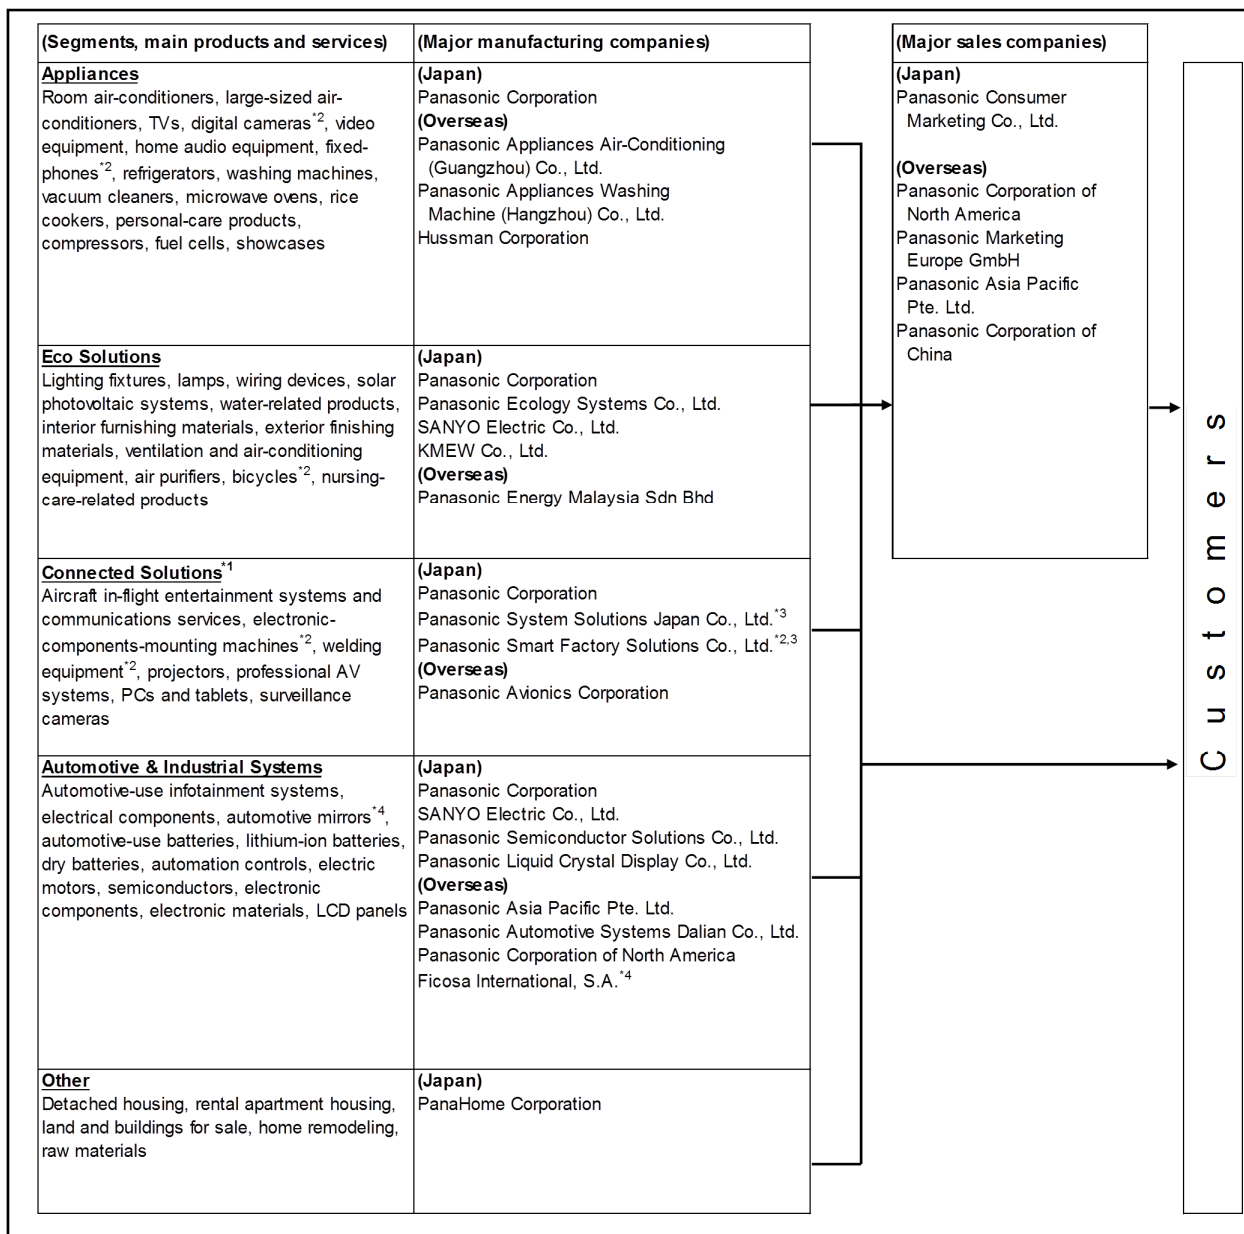 (Segments, main products and services)
(Major manufacturing companies)
(Major sales companies)
Appliances
Room air-conditioners, large-sized air-
conditioners, TVs, digital cameras*2, video
equipment, home audio equipment, fixed-
phones*2, refrigerators, washing machines,
vacuum cleaners, microwave ovens, rice
cookers, personal-care products,
compressors, fuel cells, showcases
(Japan)
Panasonic Corporation
(Overseas)
Panasonic Appliances Air-Conditioning
(Guangzhou) Co., Ltd.
Panasonic Appliances Washing
Machine (Hangzhou) Co., Ltd.
Hussman Corporation
Eco Solutions
Lighting fixtures, lamps, wiring devices, solar
photovoltaic systems, water-related products,
interior furnishing materials, exterior finishing
materials, ventilation and air-conditioning
equipment, air purifiers, bicycles*2, nursing-
care-related products
(Japan)
Panasonic Corporation
Panasonic Ecology Systems Co., Ltd.
SANYO Electric Co., Ltd.
KMEW Co., Ltd.
(Overseas)
Panasonic Energy Malaysia Sdn Bhd
Connected Solutions*1
Aircraft in-flight entertainment systems and
communications services, electronic-
components-mounting machines*2, welding
equipment*2, projectors, professional AV
systems, PCs and tablets, surveillance
cameras
(Japan)
Panasonic Corporation
Panasonic System Solutions Japan Co., Ltd.*3
Panasonic Smart Factory Solutions Co., Ltd.*2,3
(Overseas)
Panasonic Avionics Corporation
Automotive & Industrial Systems
Automotive-use infotainment systems,
electrical components, automotive mirrors*4,
automotive-use batteries, lithium-ion batteries,
dry batteries, automation controls, electric
motors, semiconductors, electronic
components, electronic materials, LCD panels
(Japan)
Panasonic Corporation
SANYO Electric Co., Ltd.
Panasonic Semiconductor Solutions Co., Ltd.
Panasonic Liquid Crystal Display Co., Ltd.
(Overseas)
Panasonic Asia Pacific Pte. Ltd.
Panasonic Automotive Systems Dalian Co., Ltd.
Panasonic Corporation of North America
Ficosa International, S.A.*4
Other
Detached housing, rental apartment housing,
land and buildings for sale, home remodeling,
raw materials
(Japan)
PanaHome Corporation
(Japan)
Panasonic Consumer
Marketing Co., Ltd.
(Overseas)
Panasonic Corporation of
North America
Panasonic Marketing
Europe GmbH
Panasonic Asia Pacific
Pte. Ltd.
Panasonic Corporation of
China
Customers